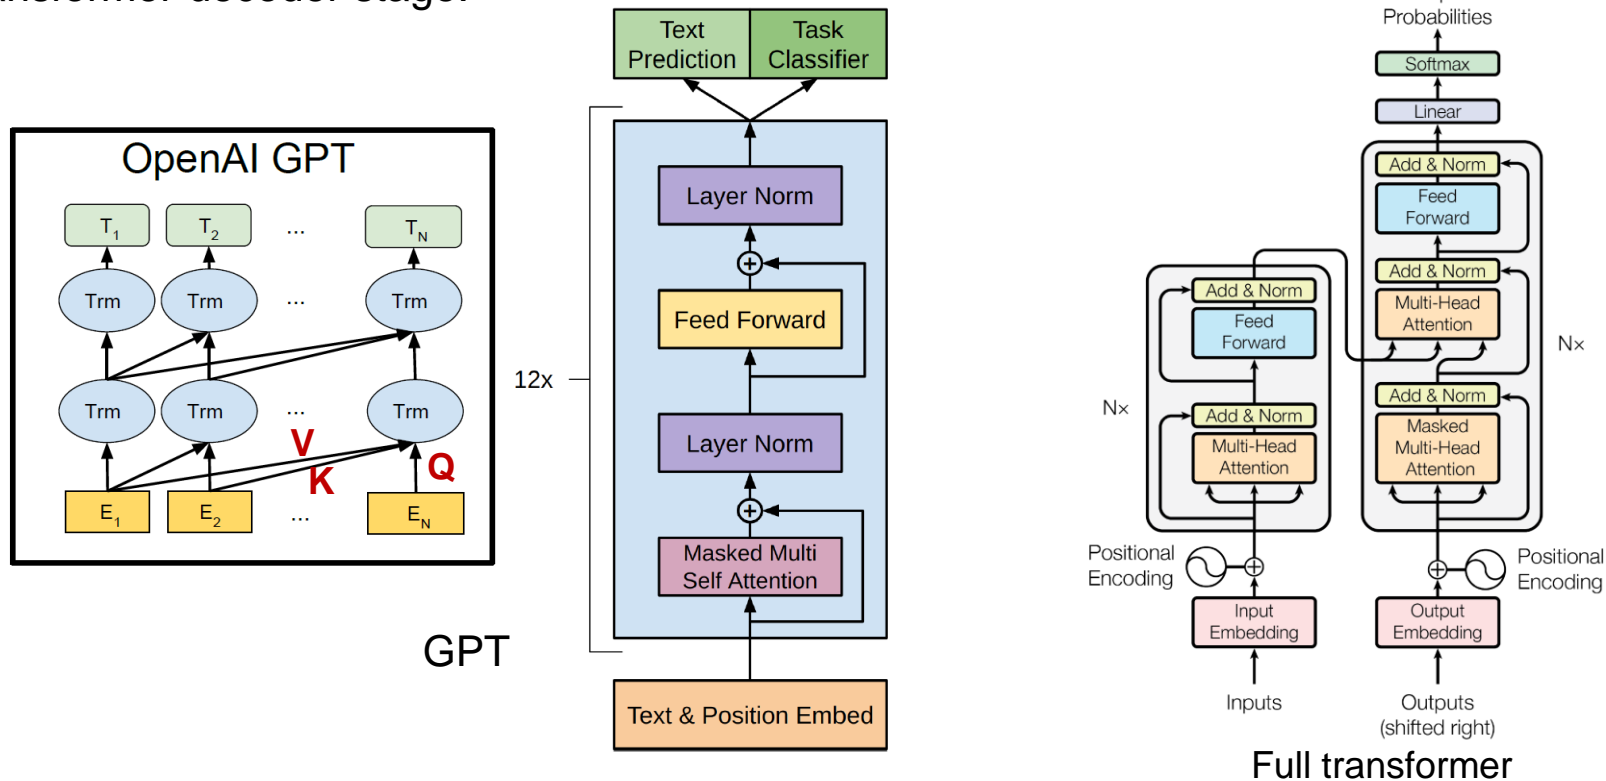 transformer decoder stage.
OpenAI GPT
T1 T2 ... TN
Trm Trm ... Trm
Trm Trm ... Trm
V
K
Q
E1 E2 ... EN
GPT
Text
Prediction
Task
Classifier
12x
Layer Norm
+
Feed Forward
Layer Norm
+
Masked Multi
Self Attention
Text & Position Embed
Probabilities
Softmax
Linear
Add & Norm
Feed
Forward
Add & Norm
Multi-Head
Attention
Add & Norm
Masked
Multi-Head
Attention
N×
Positional
Encoding
Output
Embedding
Outputs
(shifted right)
Add & Norm
Feed
Forward
Add & Norm
Multi-Head
Attention
N×
Positional
Encoding
Input
Embedding
Inputs
Full transformer